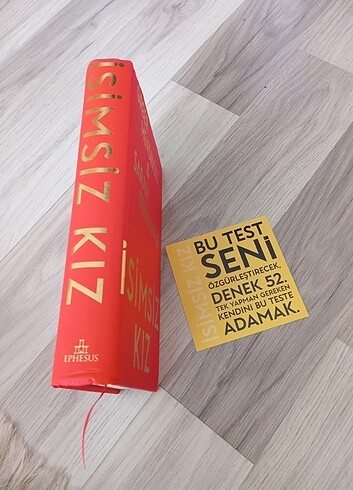 İSİMSİZ KIZ
EPHESUS
İSİMSİZ
KIZ
İSİMSİZ KIZ
BU TEST
SENİ
ÖZGÜRLEŞTİRECEK,
DENEK 52.
TEK YAPMAN GEREKEN
KENDİNİ BU TESTE
ADAMAK.